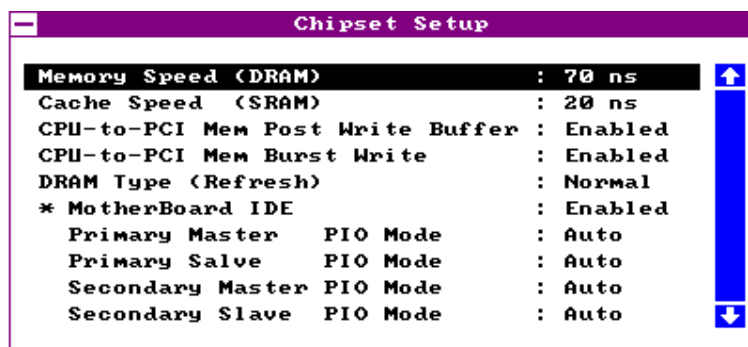 Chipset Setup
Memory Speed (DRAM) : 70 ns
Cache Speed (SRAM) : 20 ns
CPU-to-PCI Mem Post Write Buffer : Enabled
CPU-to-PCI Mem Burst Write : Enabled
DRAM Type (Refresh) : Normal
* MotherBoard IDE : Enabled
Primary Master PIO Mode : Auto
Primary Salve PIO Mode : Auto
Secondary Master PIO Mode : Auto
Secondary Slave PIO Mode : Auto